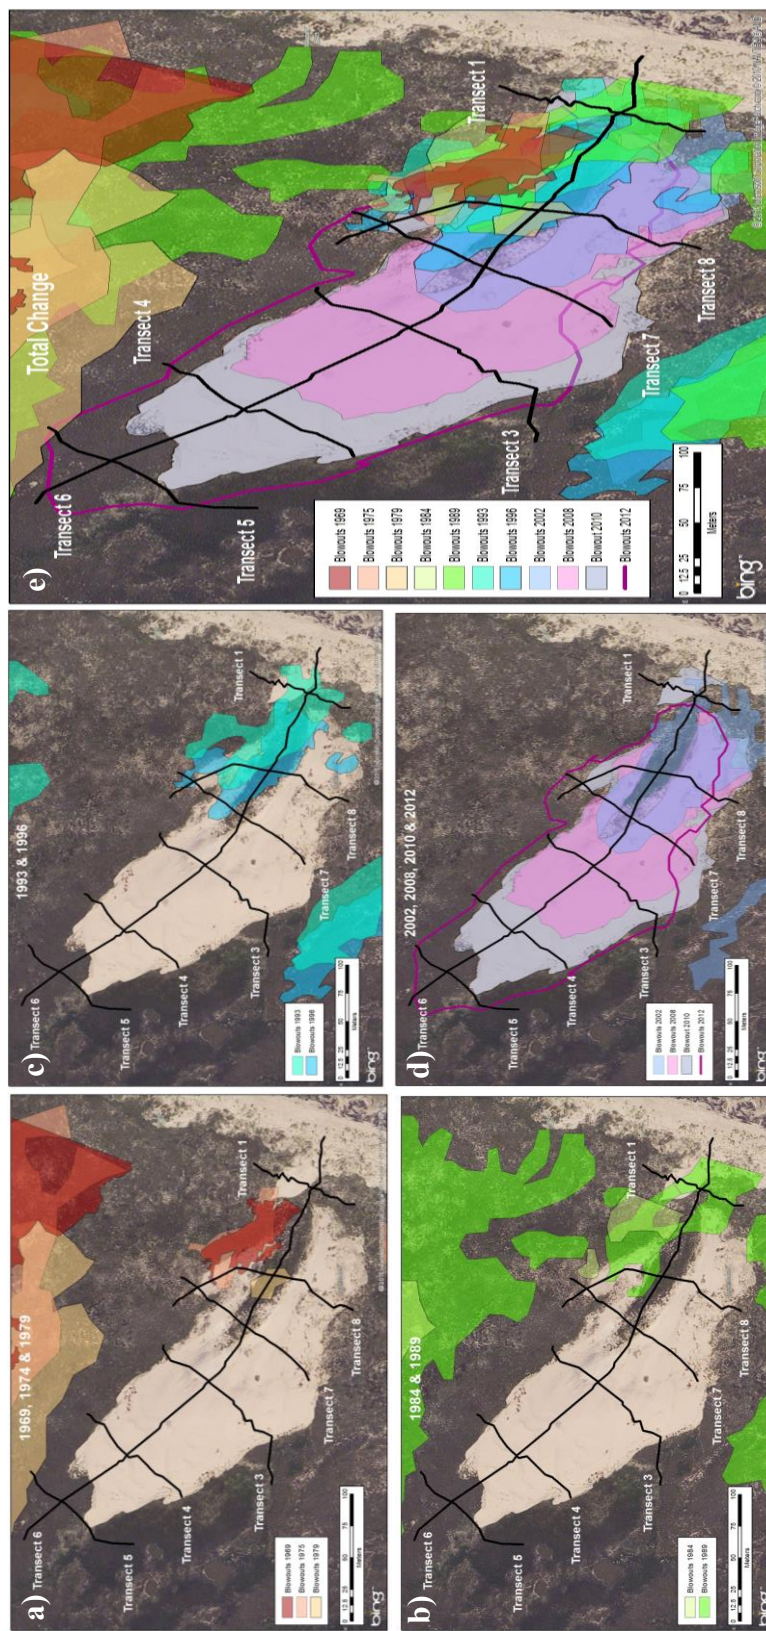 a)
1969, 1974 & 1979
Transect 1
Transect 8
Transect 7
Transect 3
Transect 4
Transect 5
Transect 6
Blowouts 1969
Blowouts 1975
Blowouts 1979
0 12.5 25 50 75 100
Meters
bing
b)
1984 & 1989
Transect 1
Transect 8
Transect 7
Transect 3
Transect 4
Transect 5
Transect 6
Blowouts 1984
Blowouts 1989
0 12.5 25 50 75 100
Meters
bing
c)
1993 & 1996
Transect 1
Transect 8
Transect 7
Transect 3
Transect 4
Transect 5
Transect 6
Blowouts 1993
Blowouts 1996
0 12.5 25 50 75 100
Meters
bing
d)
2002, 2008, 2010 & 2012
Transect 1
Transect 8
Transect 7
Transect 3
Transect 4
Transect 5
Transect 6
Blowouts 2002
Blowouts 2008
Blowout 2010
Blowouts 2012
0 12.5 25 50 75 100
Meters
bing
e)
Total Change
Transect 1
Transect 4
Transect 6
Transect 5
Transect 3
Transect 7
Transect 8
Blowouts 1969
Blowouts 1975
Blowouts 1979
Blowouts 1984
Blowouts 1989
Blowouts 1993
Blowouts 1996
Blowouts 2002
Blowouts 2008
Blowout 2010
Blowouts 2012
0 12.5 25 50 75 100
Meters
bing